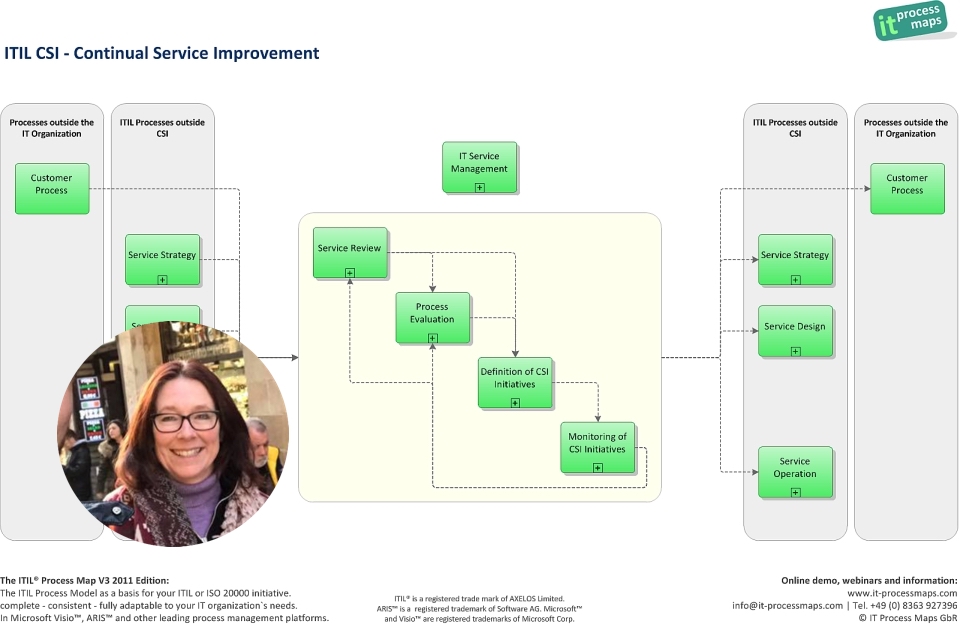 it process
maps
ITIL CSI - Continual Service Improvement
Processes outside the
IT Organization
Customer
Process
ITIL Processes outside
CSI
Service Strategy
IT Service
Management
Service Review
Process
Evaluation
Definition of CSI
Initiatives
Monitoring of
CSI Initiatives
ITIL Processes outside
CSI
Service Strategy
Service Design
Service
Operation
Processes outside the
IT Organization
Customer
Process
The ITIL® Process Map V3 2011 Edition:
The ITIL Process Model as a basis for your ITIL or ISO 20000 initiative.
complete - consistent - fully adaptable to your IT organization`s needs.
In Microsoft Visio™, ARIS™ and other leading process management platforms.
ITIL® is a registered trade mark of AXELOS Limited.
ARIS™ is a registered trademark of Software AG. Microsoft™
and Visio™ are registered trademarks of Microsoft Corp.
Online demo, webinars and information:
www.it-processmaps.com
info@it-processmaps.com | Tel. +49 (0) 8363 927396
© IT Process Maps GbR